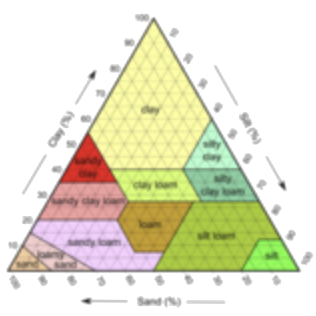 100
90
10
80
20
70
30
Clay (%)
60
40
Silt (%)
clay
50
50
silty
clay
60
40
sandy
clay
clay loam
silty
clay loam
70
30
sandy clay loam
80
20
loam
silt loam
sandy loam
90
10
loamy
sand
sand
silt
100
100
90
80
70
60
50
40
30
20
10
Sand (%)